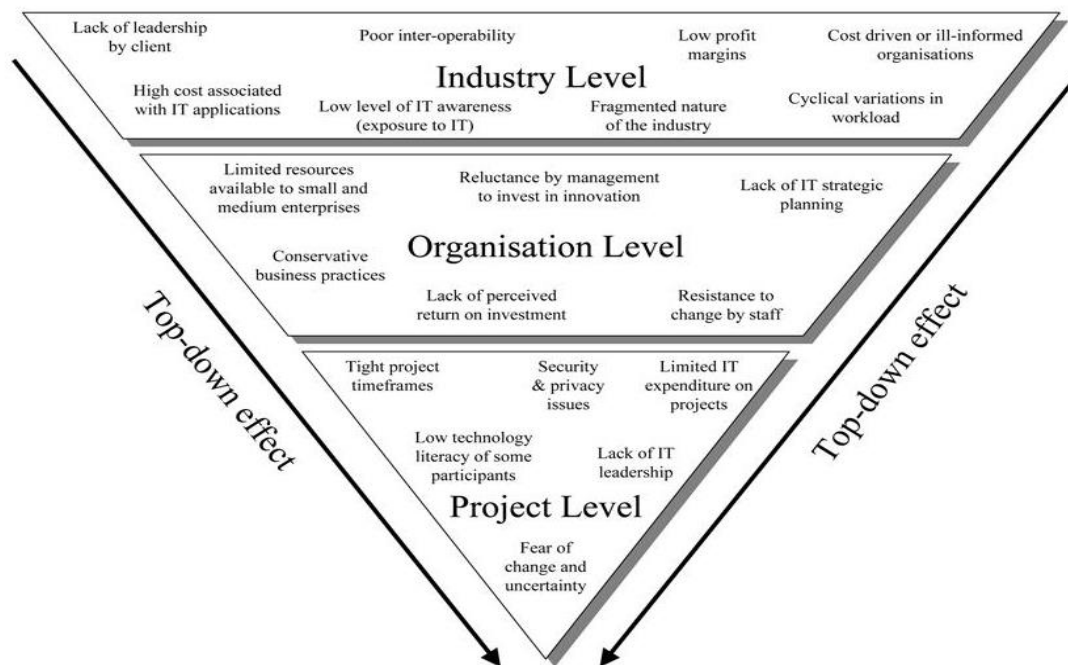 Lack of leadership
by client
Poor inter-operability
Low profit
margins
Cost driven or ill-informed
organisations
Industry Level
High cost associated
with IT applications
Low level of IT awareness
(exposure to IT)
Fragmented nature
of the industry
Cyclical variations in
workload
Limited resources
available to small and
medium enterprises
Reluctance by management
to invest in innovation
Lack of IT strategic
planning
Organisation Level
Conservative
business practices
Lack of perceived
return on investment
Resistance to
change by staff
Tight project
timeframes
Security
& privacy
issues
Limited IT
expenditure on
projects
Low technology
literacy of some
participants
Lack of IT
leadership
Project Level
Fear of
change and
uncertainty
Top-down effect
Top-down effect